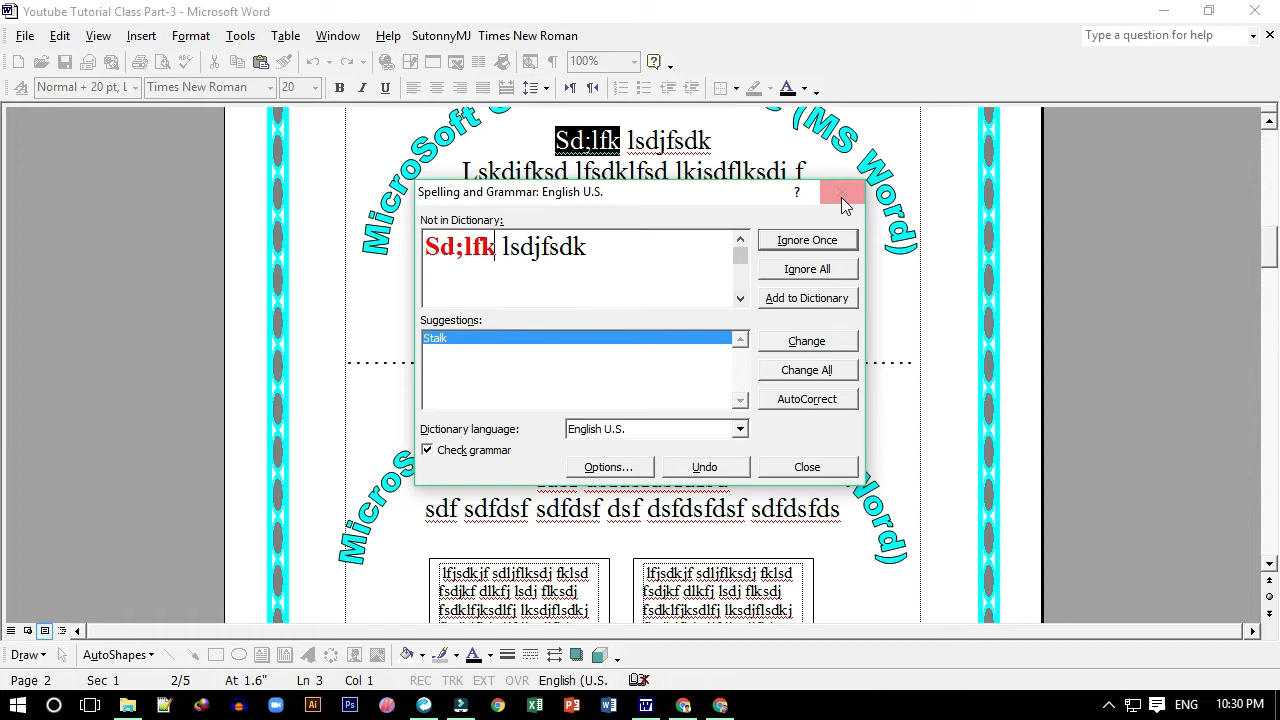 Youtube Tutorial Class Part-3 - Microsoft Word
File Edit View Insert Format Tools Table Window Help SutonnyMJ Times New Roman
Type a question for help
100%
Normal + 20 pt, L Times New Roman 20
MicroSoft
(MS Word)
Sd;lfk lsdjfsdk
Lskdjfksd lfsdklfsd lkjsdflksdj f
Spelling and Grammar: English U.S.
Not in Dictionary:
Sd;lfk lsdjfsdk
Ignore Once
Ignore All
Add to Dictionary
Suggestions:
Stalk
Change
Change All
AutoCorrect
Dictionary language: English U.S.
Check grammar
Options... Undo Close
MicroSo
Word)
sdf sdfdsf sdfdsf dsf dsfdsfdsf sdfdsfds
lfjsdkjf sdljflksdj fklsd
fsdjkf dlkfj lsdj flksdj
fsdklfjksdlfj lksdjflsdkj
lfjsdkjf sdljflksdj fklsd
fsdjkf dlkfj lsdj flksdj
fsdklfjksdlfj lksdjflsdkj
Draw AutoShapes
Page 2 Sec 1 2/5 At 1.6" Ln 3 Col 1 REC TRK EXT OVR English (U.S.
ENG 10:30 PM